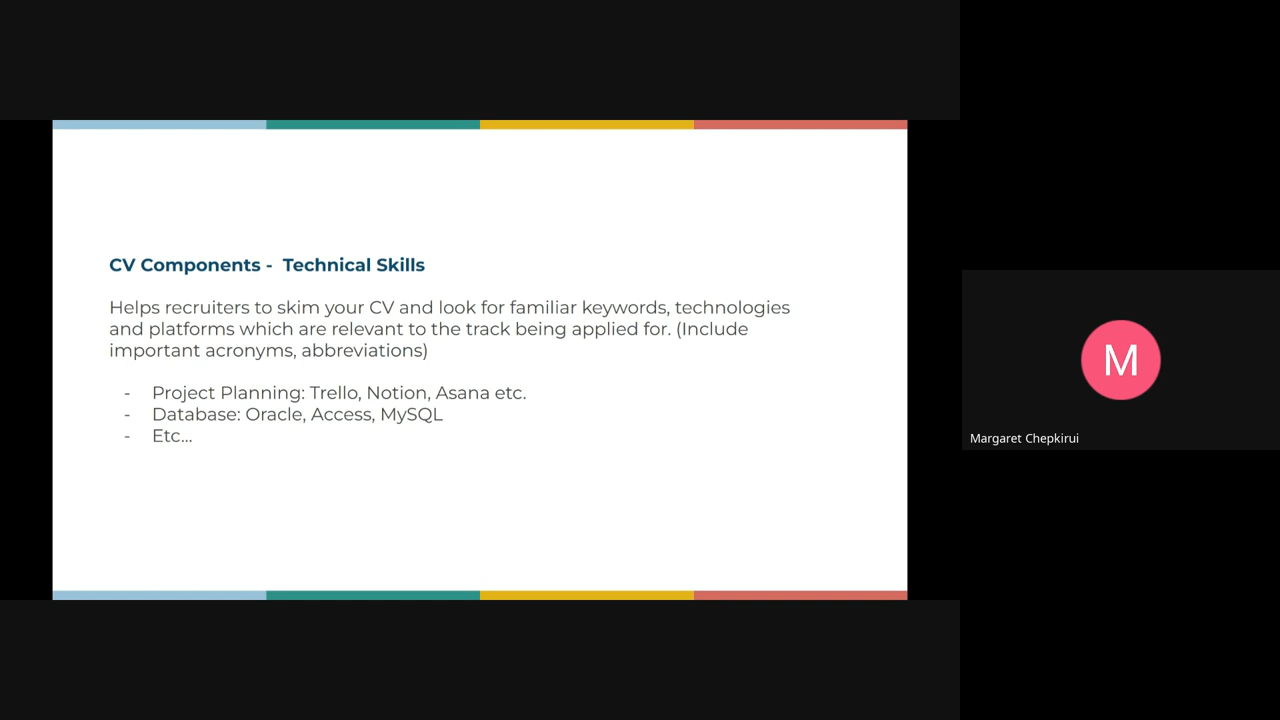 CV Components -  Technical Skills
Helps recruiters to skim your CV and look for familiar keywords, technologies
and platforms which are relevant to the track being applied for. (Include
important acronyms, abbreviations)
- Project Planning: Trello, Notion, Asana etc.
- Database: Oracle, Access, MySQL
- Etc...
M
Margaret Chepkirui